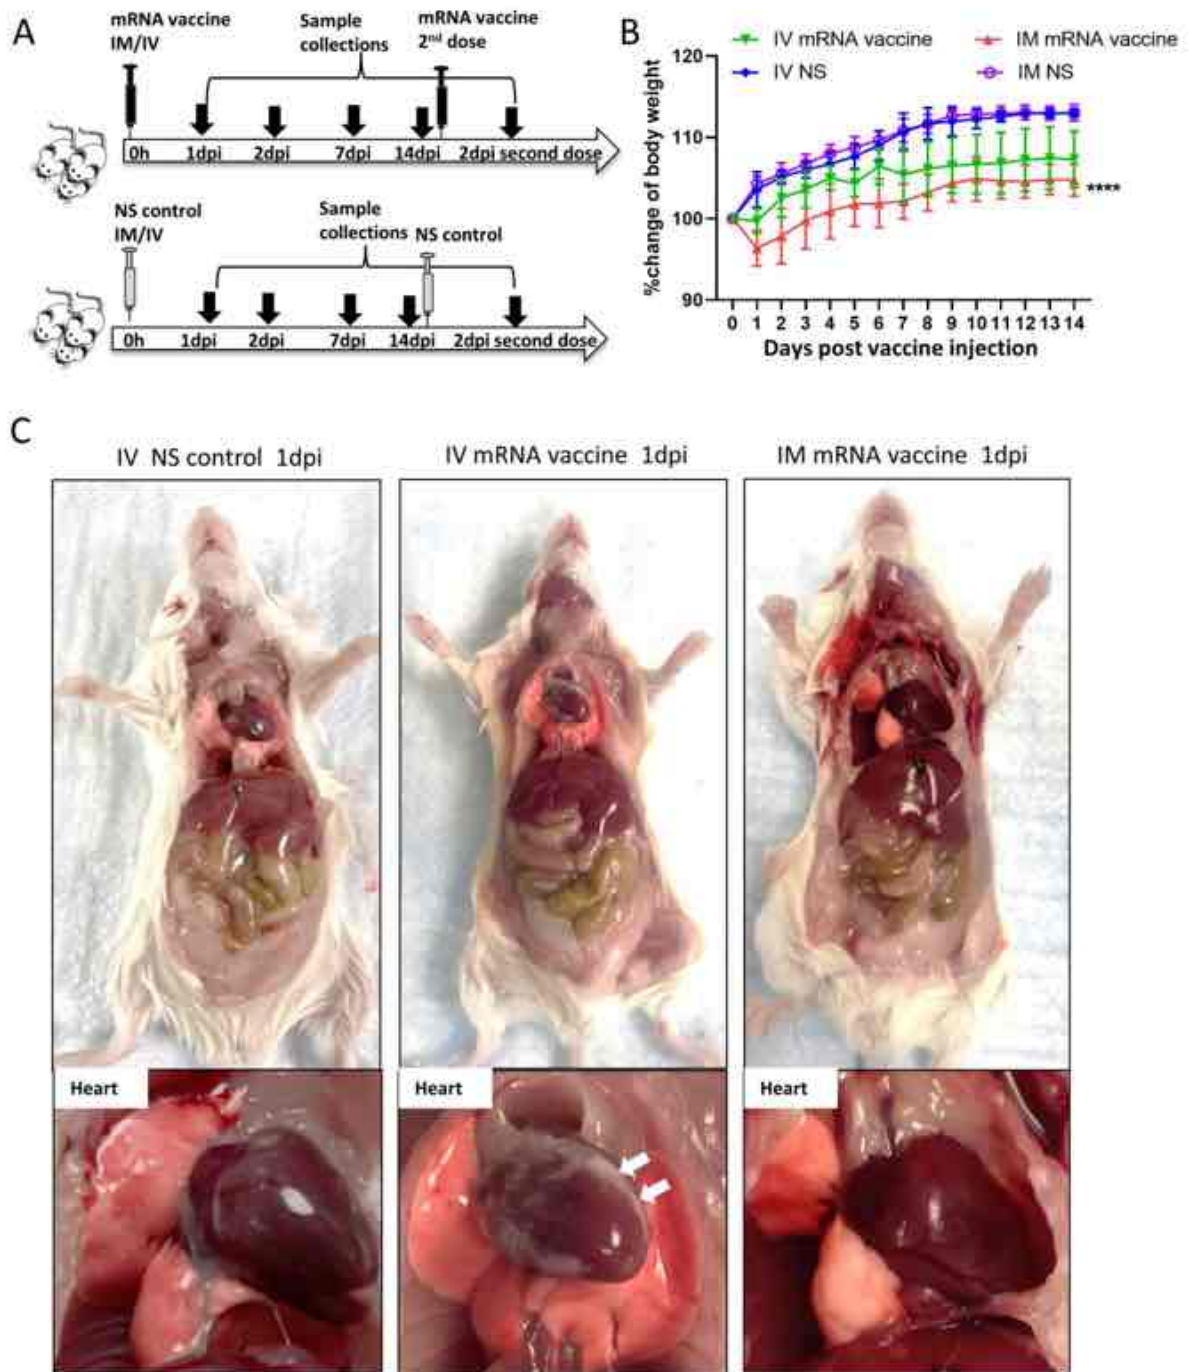 A
mRNA vaccine
IM/IV
Sample
collections
mRNA vaccine
2nd dose
0h 1dpi 2dpi 7dpi 14dpi 2dpi second dose
NS control
IM/IV
Sample
collections
NS control
0h 1dpi 2dpi 7dpi 14dpi 2dpi second dose
B
IV mRNA vaccine IM mRNA vaccine
IV NS IM NS
%change of body weight
120
110
100
90
****
0 1 2 3 4 5 6 7 8 9 10 11 12 13 14
Days post vaccine injection
C
IV NS control 1dpi
IV mRNA vaccine 1dpi
IM mRNA vaccine 1dpi
Heart
Heart
Heart